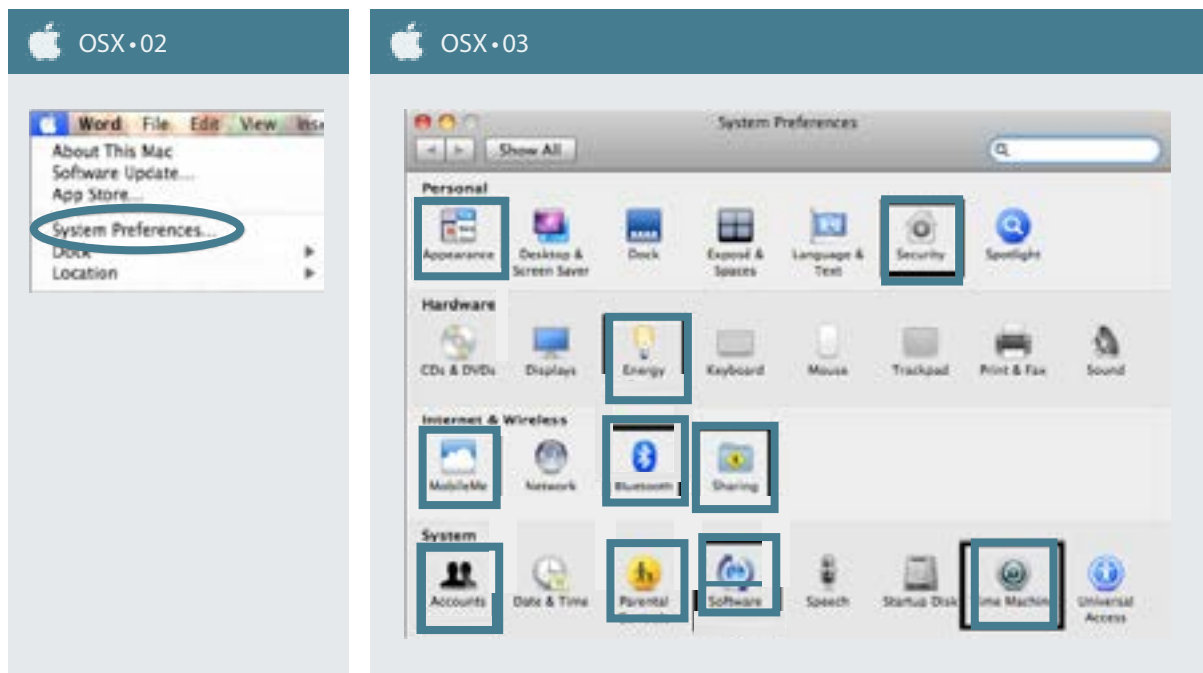 OSX•02
Word File Edit View Inse
About This Mac
Software Update...
App Store...
System Preferences...
Dock
Location
OSX•03
System Preferences
Show All
Personal
Appearance
Desktop &
Screen Saver
Dock
Exposé &
Spaces
Language &
Text
Security
Spotlight
Hardware
CDs & DVDs
Displays
Energy
Keyboard
Mouse
Trackpad
Print & Fax
Sound
Internet & Wireless
MobileMe
Network
Bluetooth
Sharing
System
Accounts
Date & Time
Parental
Software
Speech
Startup Disk
Time Machine
Universal
Access